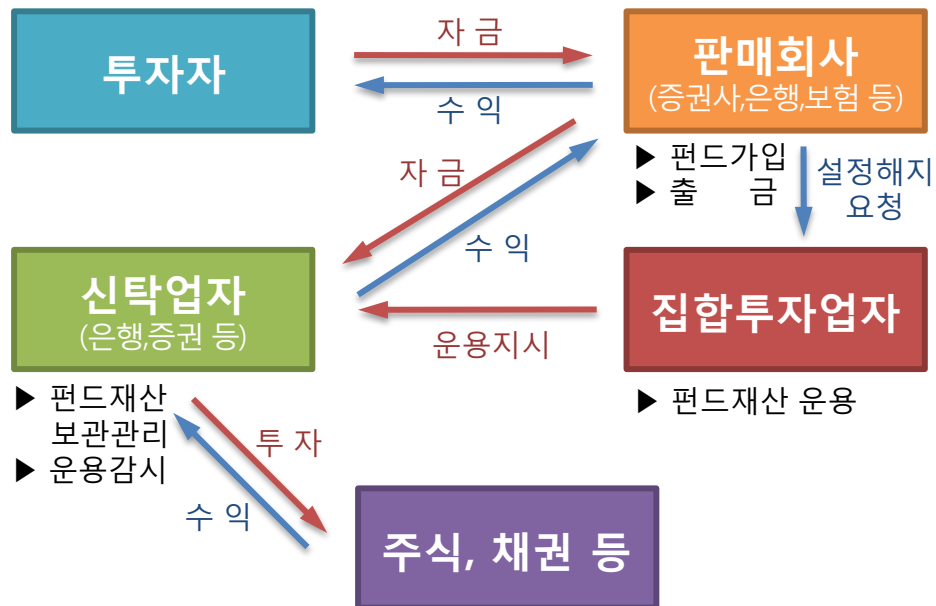 투자자
자 금
수 익
판매회사
(증권사,은행,보험 등)
▶ 펀드가입
▶ 출 금
설정해지
요청
자 금
수 익
신탁업자
(은행,증권 등)
운용지시
집합투자업자
▶ 펀드재산
보관관리
▶ 운용감시
▶ 펀드재산 운용
투 자
수 익
주식, 채권 등